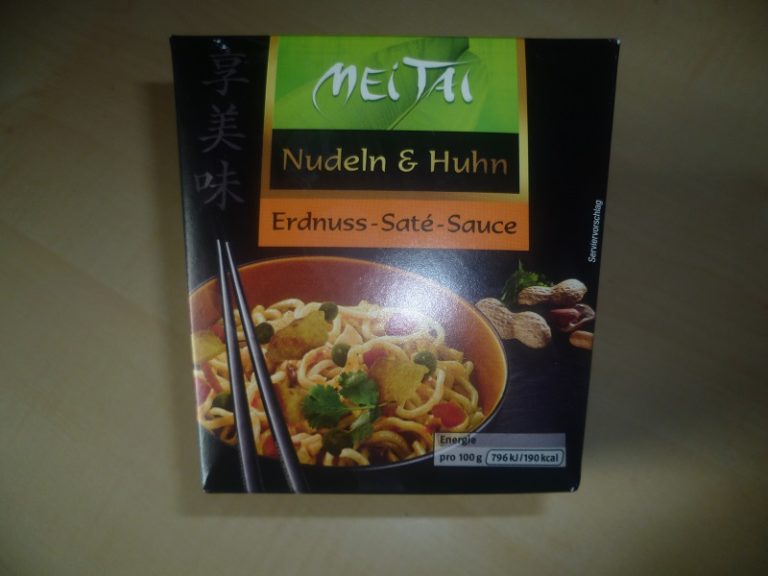 享美味
MEI TAI
Nudeln & Huhn
Erdnuss-Saté-Sauce
Serviervorschlag
Energie
pro 100 g 796 kJ/190 kcal